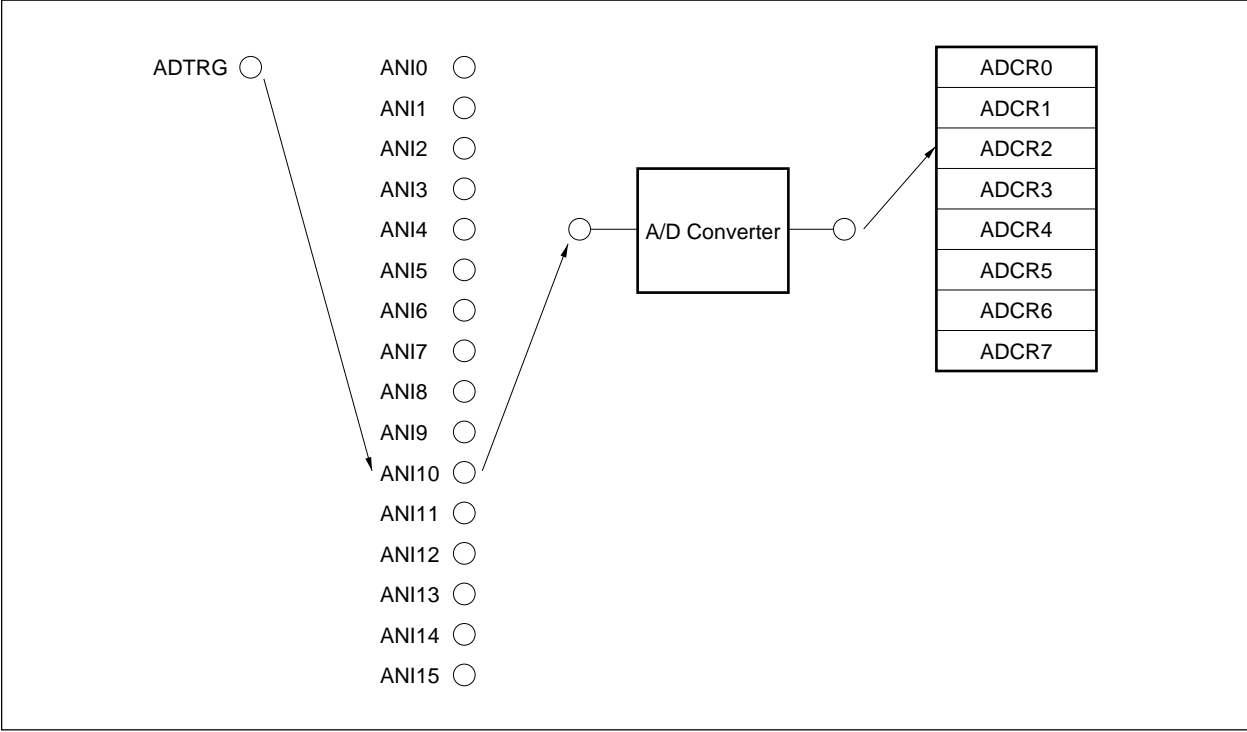 ADTRG
ANI0
ANI1
ANI2
ANI3
ANI4
ANI5
ANI6
ANI7
ANI8
ANI9
ANI10
ANI11
ANI12
ANI13
ANI14
ANI15
A/D Converter
ADCR0
ADCR1
ADCR2
ADCR3
ADCR4
ADCR5
ADCR6
ADCR7